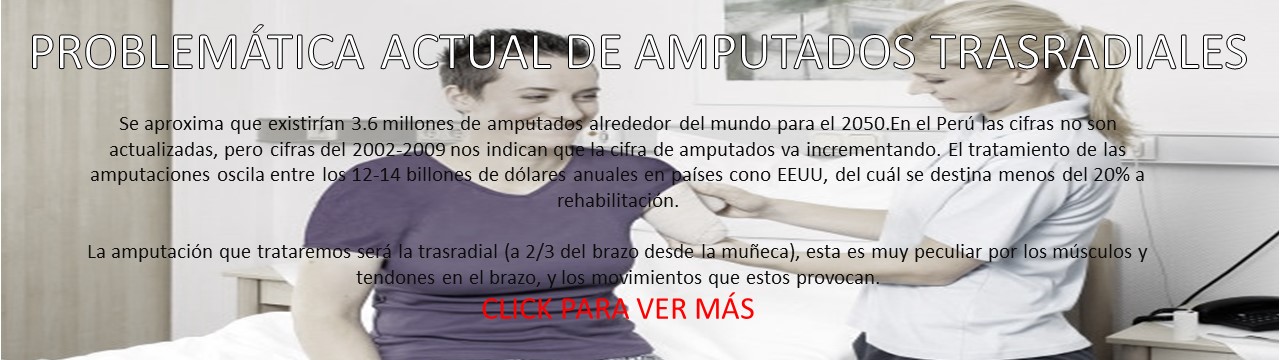 PROBLEMÁTICA ACTUAL DE AMPUTADOS TRASRADIALES
Se aproxima que existirían 3.6 millones de amputados alrededor del mundo para el 2050.En el Perú las cifras no son
actualizadas, pero cifras del 2002-2009 nos indican que la cifra de amputados va incrementando. El tratamiento de las
amputaciones oscila entre los 12-14 billones de dólares anuales en países cono EEUU, del cuál se destina menos del 20% a
rehabilitación.
La amputación que trataremos será la trasradial (a 2/3 del brazo desde la muñeca), esta es muy peculiar por los músculos y
tendones en el brazo, y los movimientos que estos provocan.
CLICK PARA VER MÁS